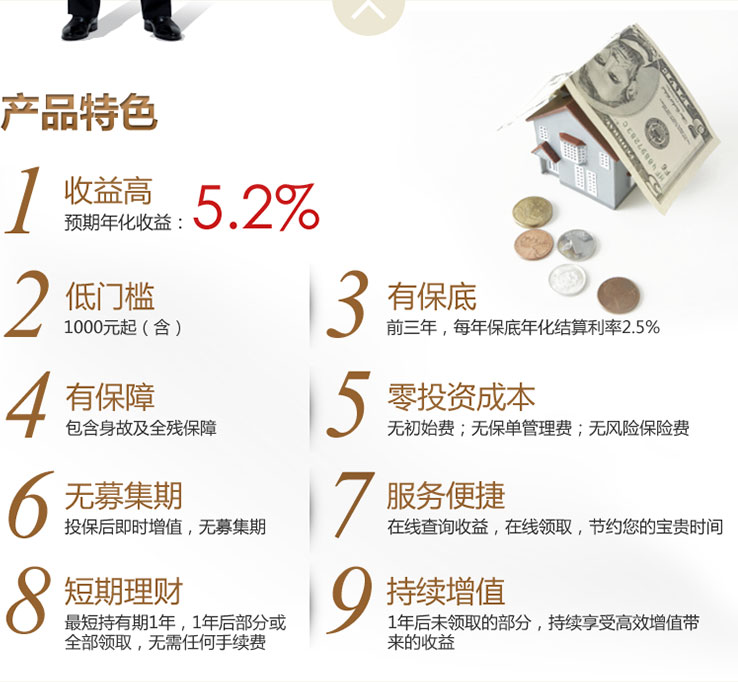 产品特色
1 收益高
预期年化收益：5.2%
2 低门槛
1000元起（含）
3 有保底
前三年，每年保底年化结算利率2.5%
4 有保障
包含身故及全残保障
5 零投资成本
无初始费；无保单管理费；无风险保险费
6 无募集期
投保后即时增值，无募集期
7 服务便捷
在线查询收益，在线领取，节约您的宝贵时间
8 短期理财
最短持有期1年，1年后部分或
全部领取，无需任何手续费
9 持续增值
1年后未领取的部分，持续享受高效增值带
来的收益